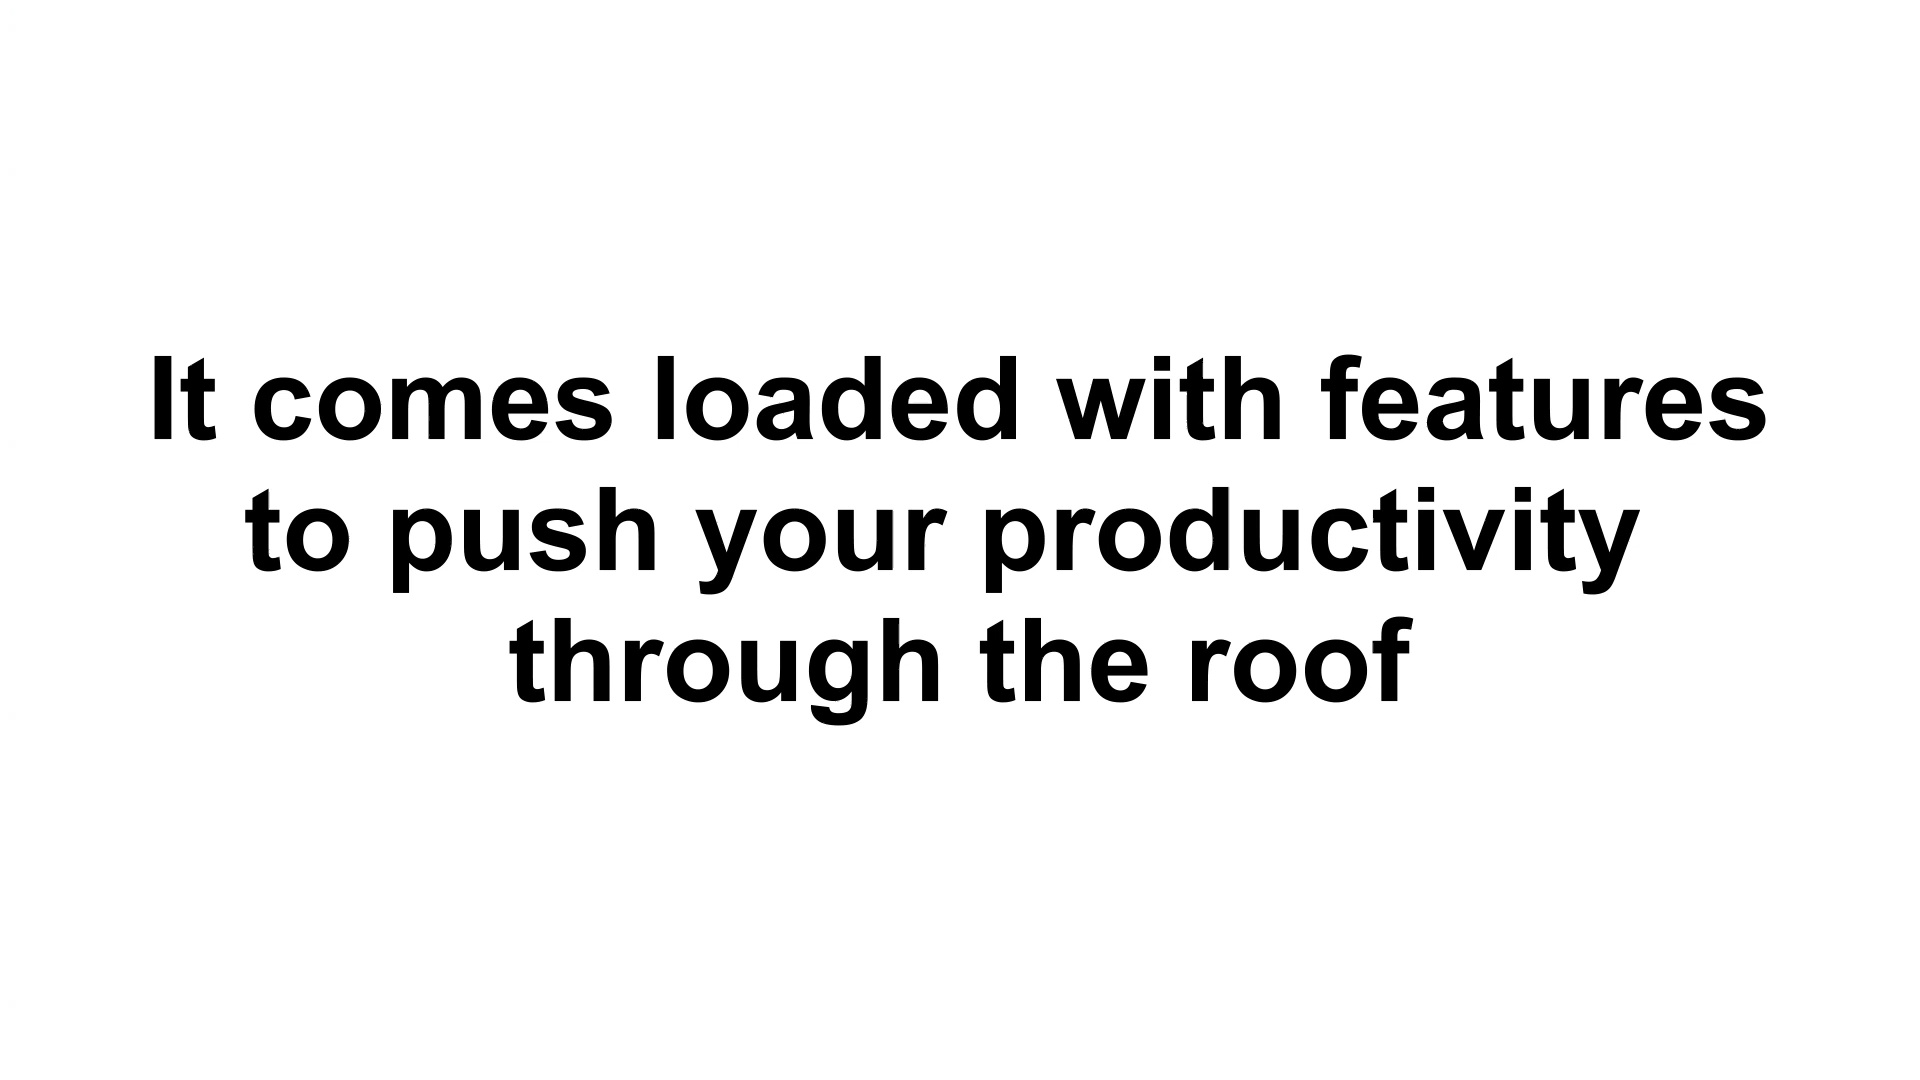 It comes loaded with features
to push your productivity
through the roof